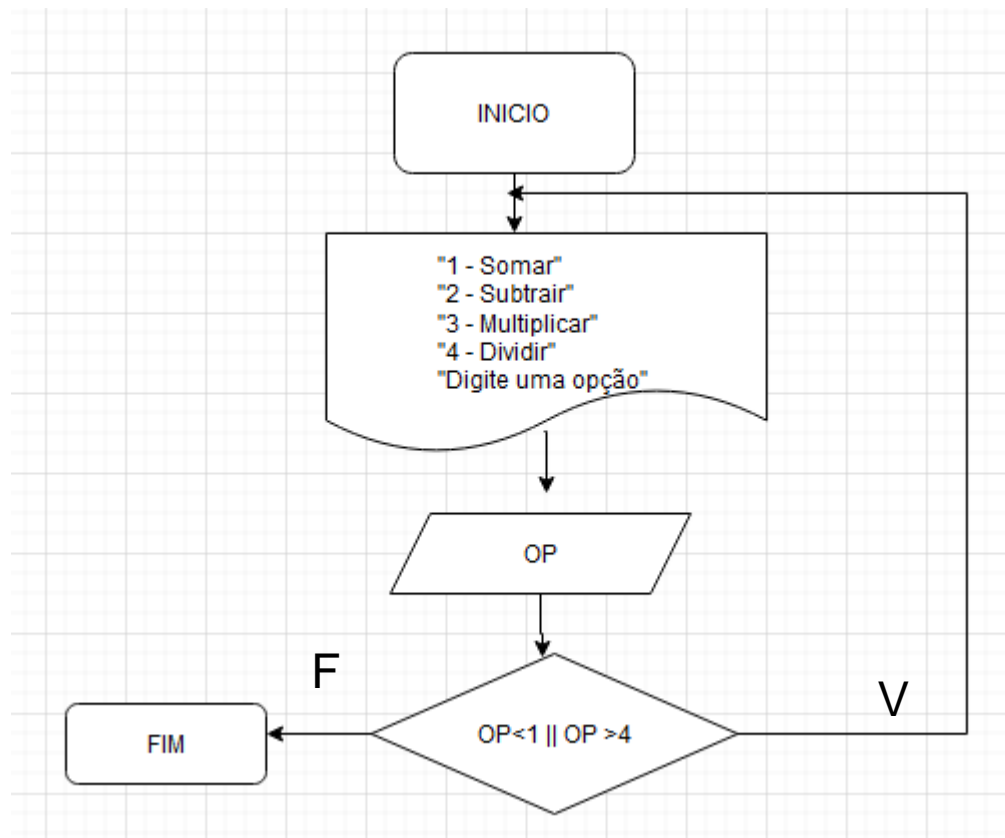 INICIO
"1 - Somar"
"2 - Subtrair"
"3 - Multiplicar"
"4 - Dividir"
"Digite uma opção"
OP
F
V
OP<1 || OP >4
FIM